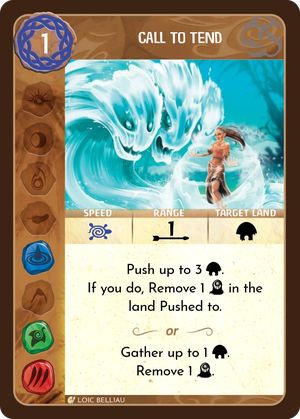 1
CALL TO TEND
SPEED
RANGE
TARGET LAND
1
Push up to 3 .
If you do, Remove 1 in the
land Pushed to.
or
Gather up to 1 .
Remove 1 .
LOIC BELLIAU